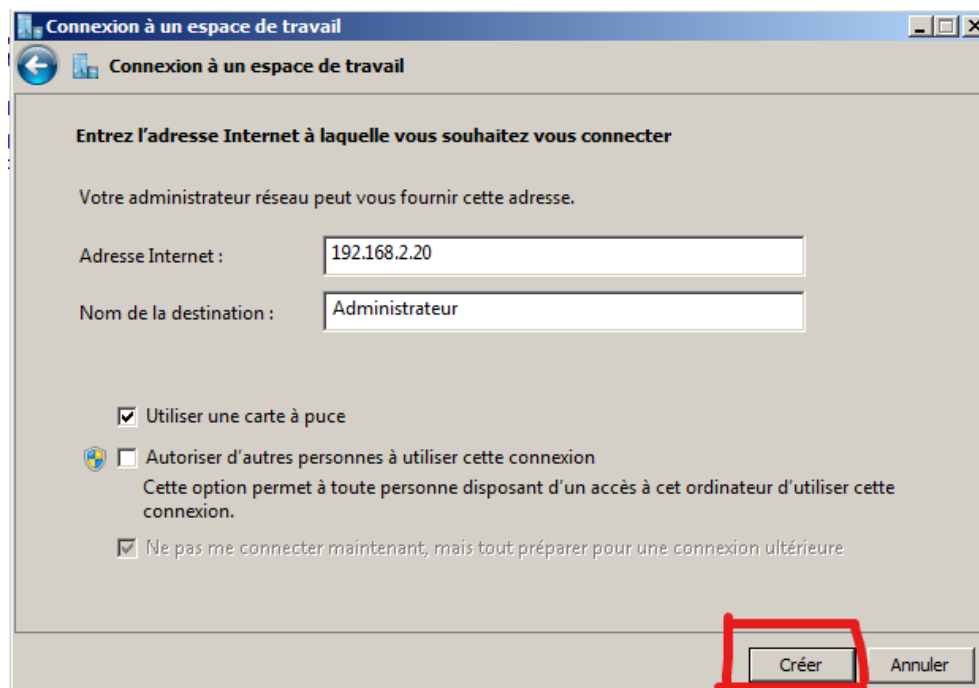 Connexion à un espace de travail
Connexion à un espace de travail
Entrez l'adresse Internet à laquelle vous souhaitez vous connecter
Votre administrateur réseau peut vous fournir cette adresse.
Adresse Internet : 192.168.2.20
Nom de la destination : Administrateur
Utiliser une carte à puce
Autoriser d'autres personnes à utiliser cette connexion
Cette option permet à toute personne disposant d'un accès à cet ordinateur d'utiliser cette
connexion.
Ne pas me connecter maintenant, mais tout préparer pour une connexion ultérieure
Créer Annuler